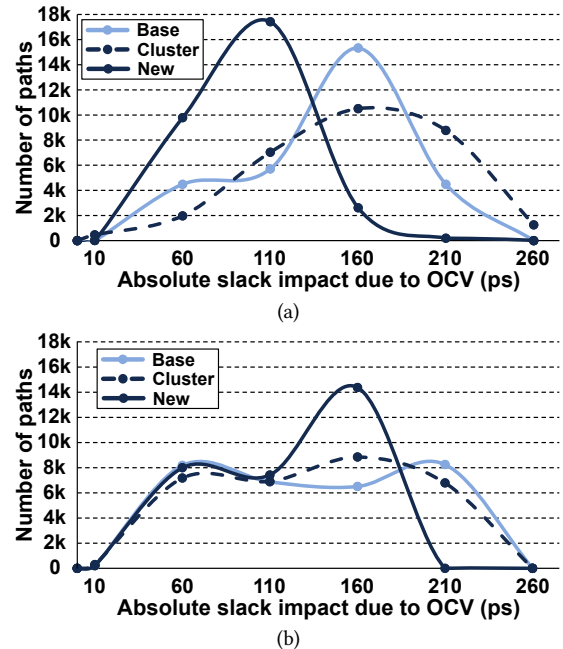 18k
16k
14k
12k
10k
8k
6k
4k
2k
0
Number of paths
Base
Cluster
New
10 60 110 160 210 260
Absolute slack impact due to OCV (ps)
(a)
18k
16k
14k
12k
10k
8k
6k
4k
2k
0
Number of paths
Base
Cluster
New
10 60 110 160 210 260
Absolute slack impact due to OCV (ps)
(b)